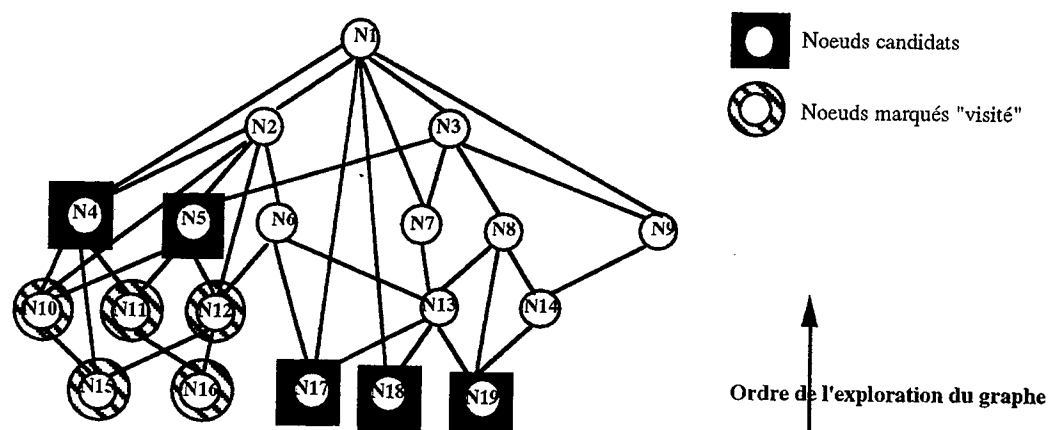 N1
Noeuds candidats
Noeuds marqués "visité"
N2
N3
N4
N5
N6
N7
N8
N9
N10
N11
N12
N13
N14
N15
N16
N17
N18
N19
Ordre de l'exploration du graphe